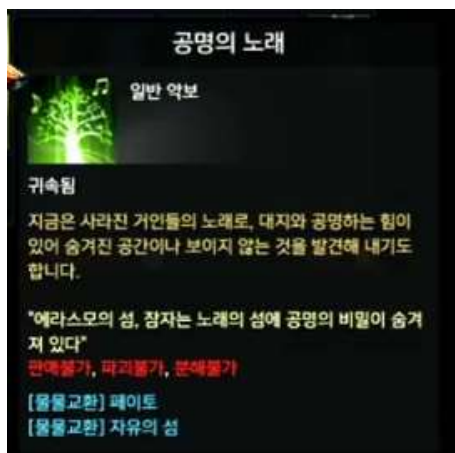 공명의 노래
일반 악보
귀속됨
지금은 사라진 거인들의 노래로, 대지와 공명하는 힘이
있어 숨겨진 공간이나 보이지 않는 것을 발견해 내기도
합니다.
"에라스모의 섬, 잠자는 노래의 섬에 공명의 비밀이 숨겨
져 있다"
판매불가, 파괴불가, 분해불가
[물물교환] 페이토
[물물교환] 자유의 섬